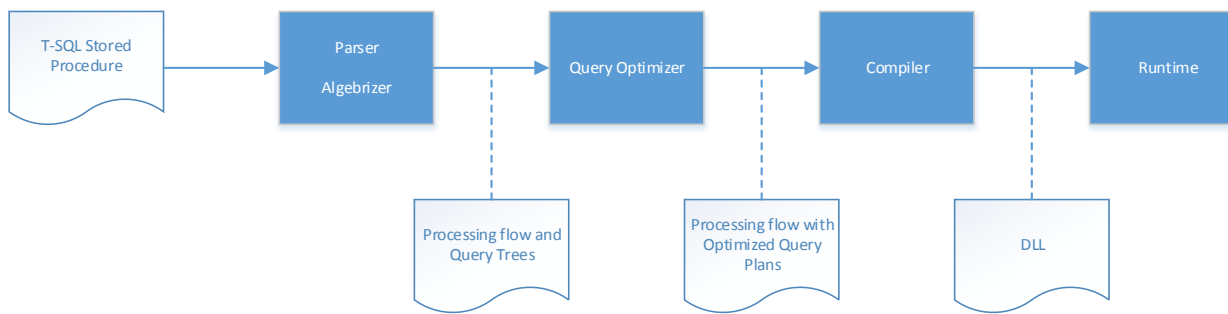 T-SQL Stored
Procedure
Parser
Algebrizer
Query Optimizer
Compiler
Runtime
Processing flow and
Query Trees
Processing flow with
Optimized Query
Plans
DLL